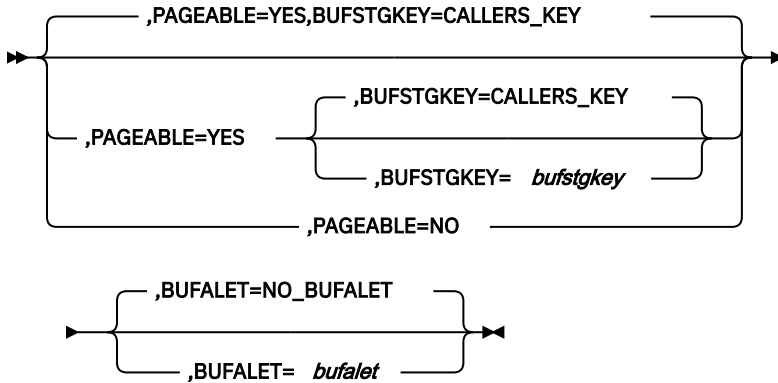 ,PAGEABLE=YES,BUFSTGKEY=CALLERS_KEY
,BUFSTGKEY=CALLERS_KEY
,PAGEABLE=YES
,BUFSTGKEY= bufstgkey
,PAGEABLE=NO
,BUFALET=NO_BUFALET
,BUFALET= bufalet